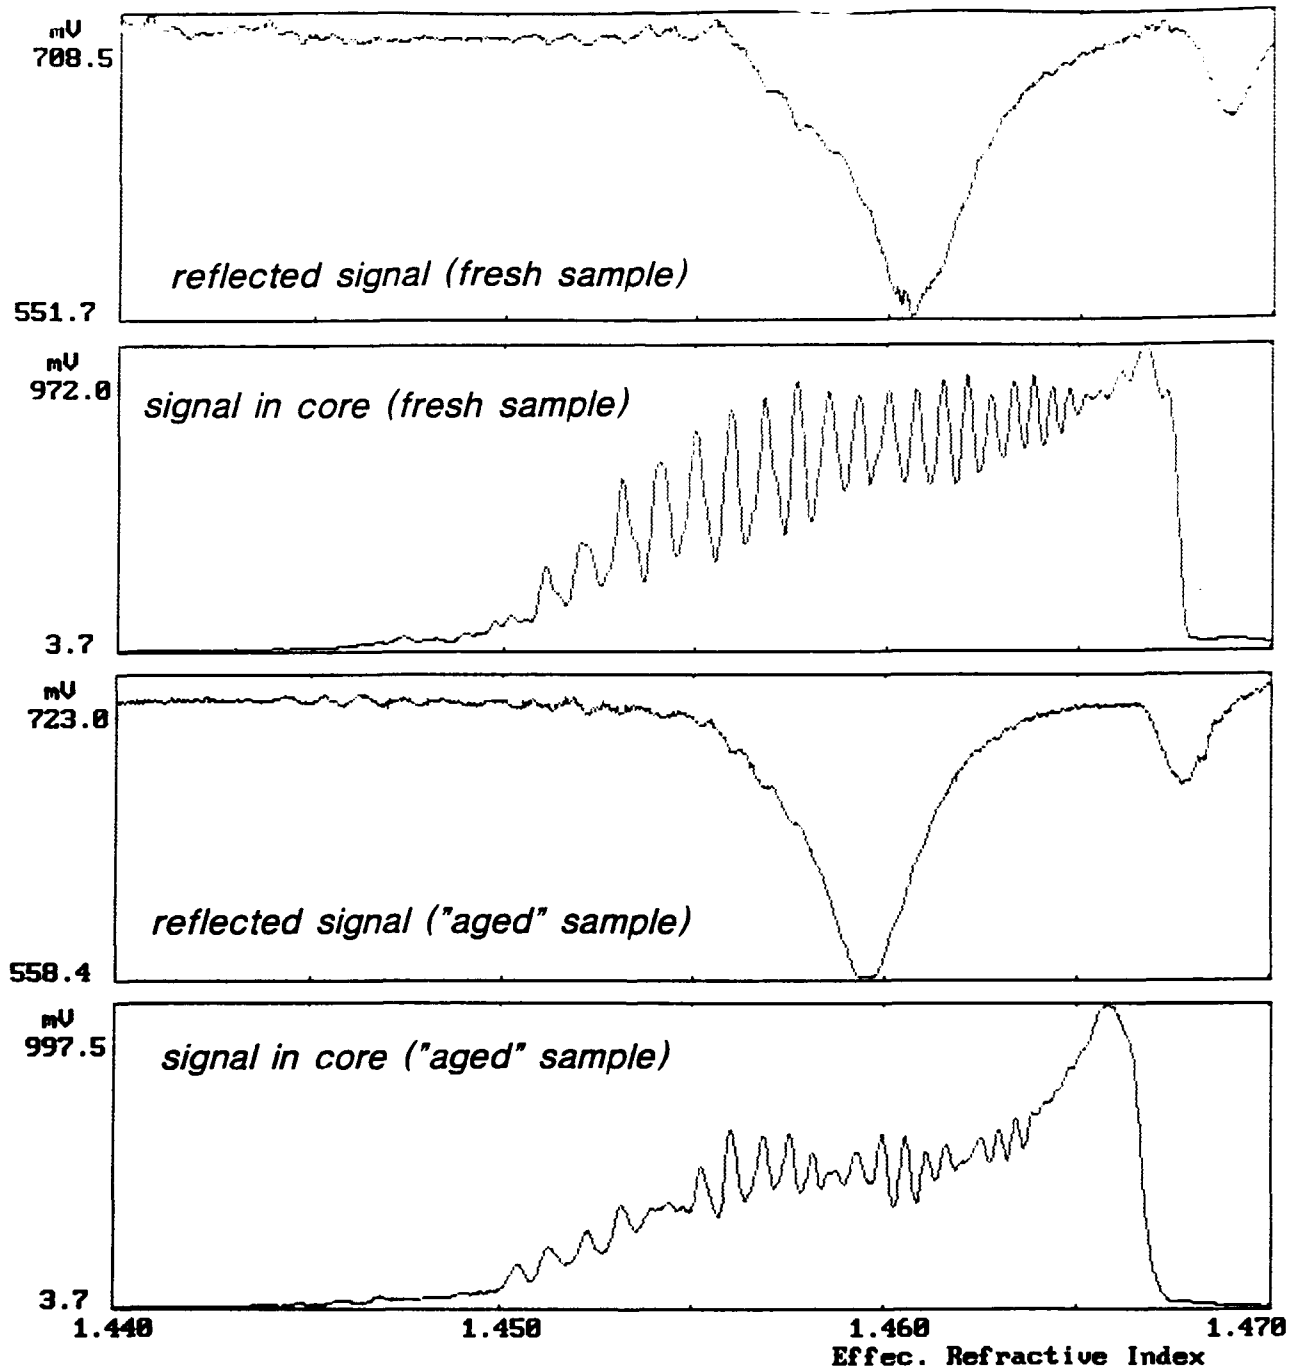 mV
708.5
reflected signal (fresh sample)
551.7
mV
972.0
signal in core (fresh sample)
3.7
mV
723.0
reflected signal ("aged" sample)
558.4
mV
997.5
signal in core ("aged" sample)
3.7
1.440 1.450 1.460 1.470
Effec. Refractive Index